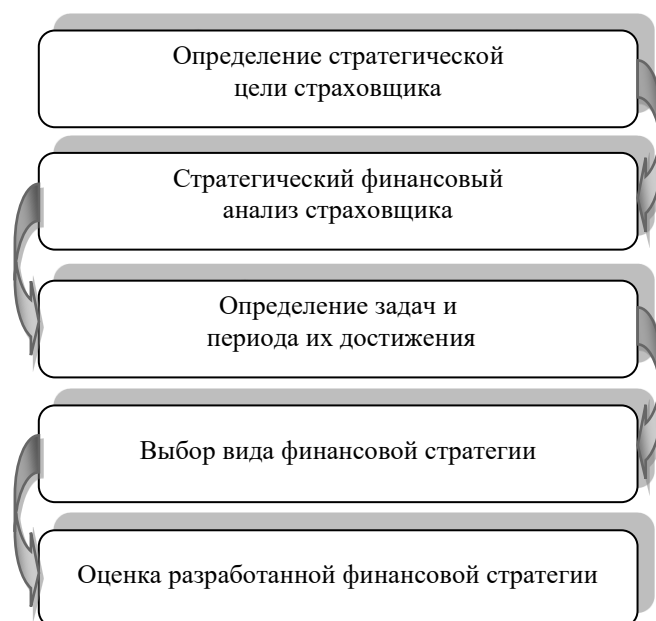 Определение стратегической
цели страховщика
Стратегический финансовый
анализ страховщика
Определение задач и
периода их достижения
Выбор вида финансовой стратегии
Оценка разработанной финансовой стратегии